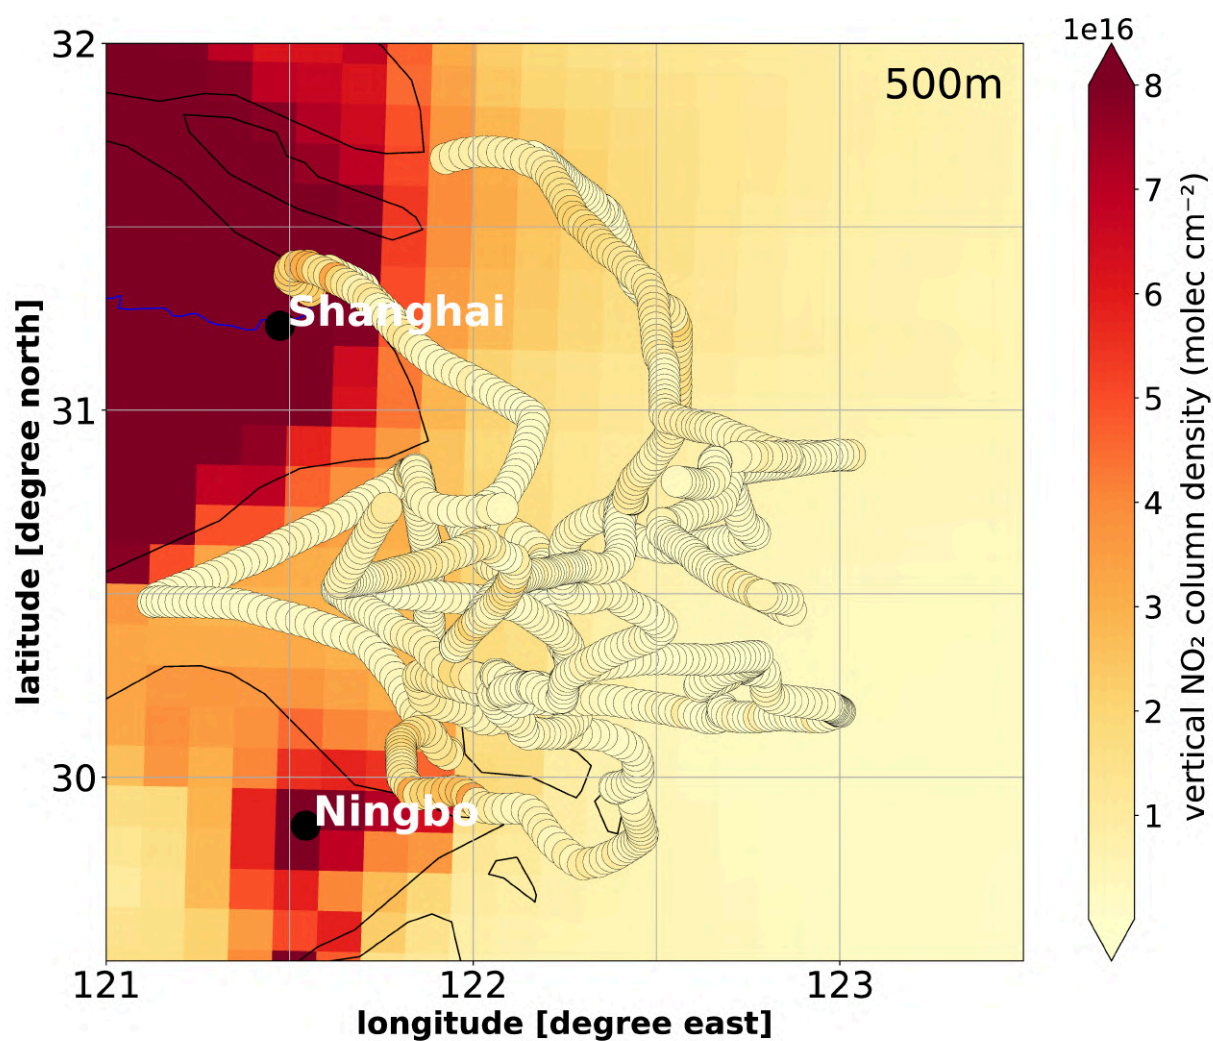 1e16
500m
32
31
30
121
122
123
latitude [degree north]
longitude [degree east]
Shanghai
Ningbo
8
7
6
5
4
3
2
1
vertical NO₂ column density (molec cm⁻²)